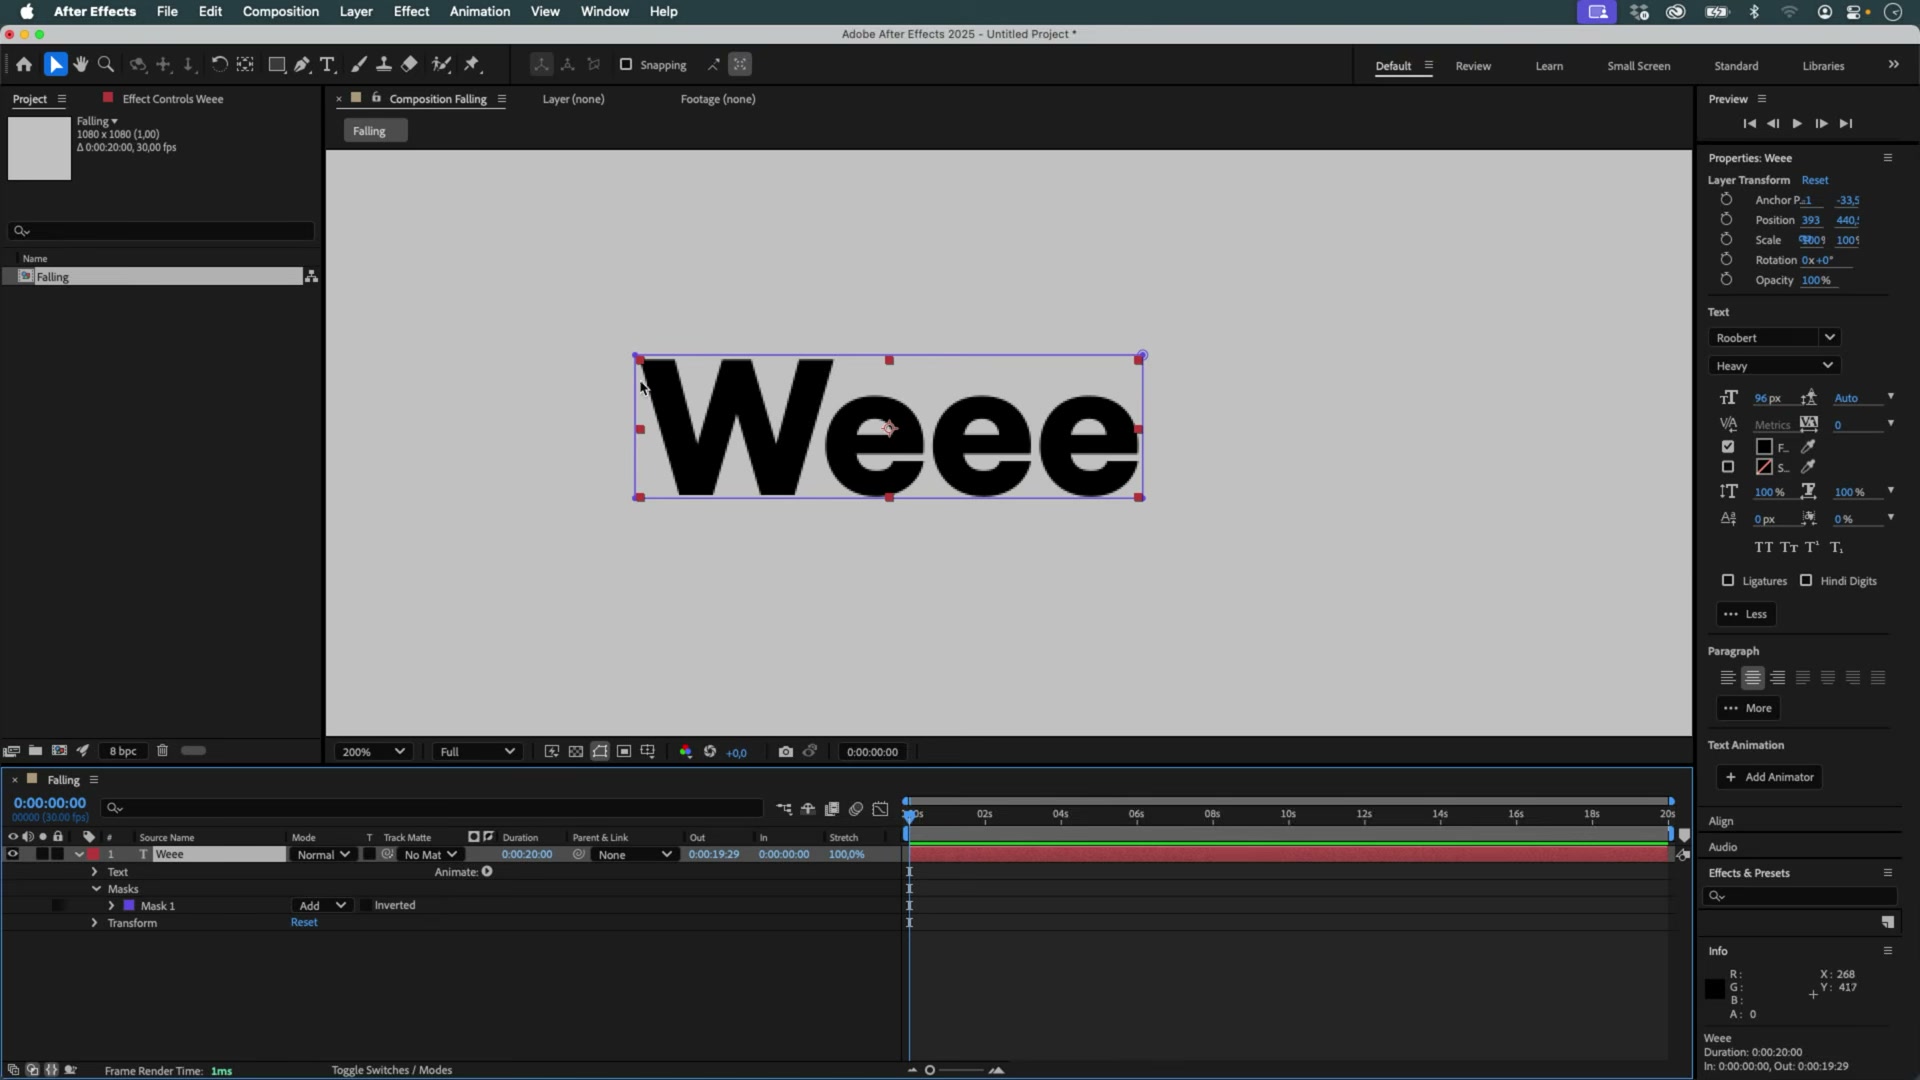 After Effects File Edit Composition Layer Effect Animation View Window Help
Adobe After Effects 2025 - Untitled Project *
Snapping
Default Review Learn Small Screen Standard Libraries
Project Effect Controls Weee
Composition Falling Layer (none) Footage (none)
Preview
Falling
1080 x 1080 (1,00)
Δ 0:00:20:00, 30,00 fps
Falling
Name
Falling
Weee
Properties: Weee
Layer Transform Reset
Anchor P… -33,5
Position 393 440,
Scale 100
Rotation 0x+0°
Opacity 100 %
Text
Roobert
Heavy
96 px Auto
Metrics 0
F...
S...
100 % 100 %
0 px 0 %
TT Tᴛ T¹ T₁
Ligatures Hindi Digits
Less
Paragraph
More
Text Animation
+ Add Animator
Align
Audio
Effects & Presets
Info
R: X: 268
G: Y: 417
B:
A: 0
Weee
Duration: 0:00:20:00
In: 0:00:00:00, Out: 0:00:19:29
8 bpc
200% Full +0,0 0:00:00:00
Falling
0:00:00:00
00000 (30.00 fps)
02s 04s 06s 08s 10s 12s 14s 16s 18s 20s
# Source Name Mode T Track Matte Duration Parent & Link Out In Stretch
1 T Weee Normal No Mat 0:00:20:00 None 0:00:19:29 0:00:00:00 100,0%
Text Animate:
Masks
Mask 1 Add Inverted
Transform Reset
Frame Render Time: 1ms Toggle Switches / Modes